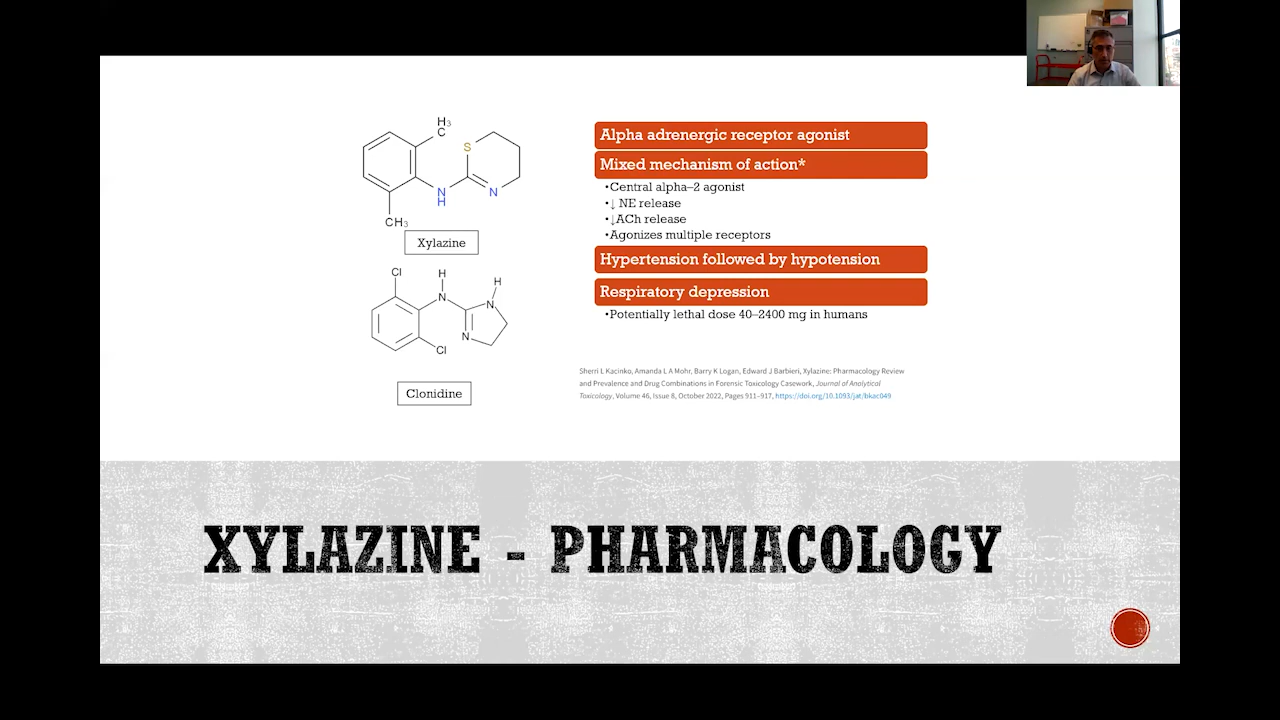 H3
C
S
N
H
N
CH3
Xylazine
Cl
H
N
H
N
N
Cl
Clonidine
Alpha adrenergic receptor agonist
Mixed mechanism of action*
•Central alpha–2 agonist
•↓ NE release
•↓ACh release
•Agonizes multiple receptors
Hypertension followed by hypotension
Respiratory depression
•Potentially lethal dose 40–2400 mg in humans
Sherri L Kacinko, Amanda L A Mohr, Barry K Logan, Edward J Barbieri, Xylazine: Pharmacology Review
and Prevalence and Drug Combinations in Forensic Toxicology Casework, Journal of Analytical
Toxicology, Volume 46, Issue 8, October 2022, Pages 911–917, https://doi.org/10.1093/jat/bkac049
XYLAZINE - PHARMACOLOGY